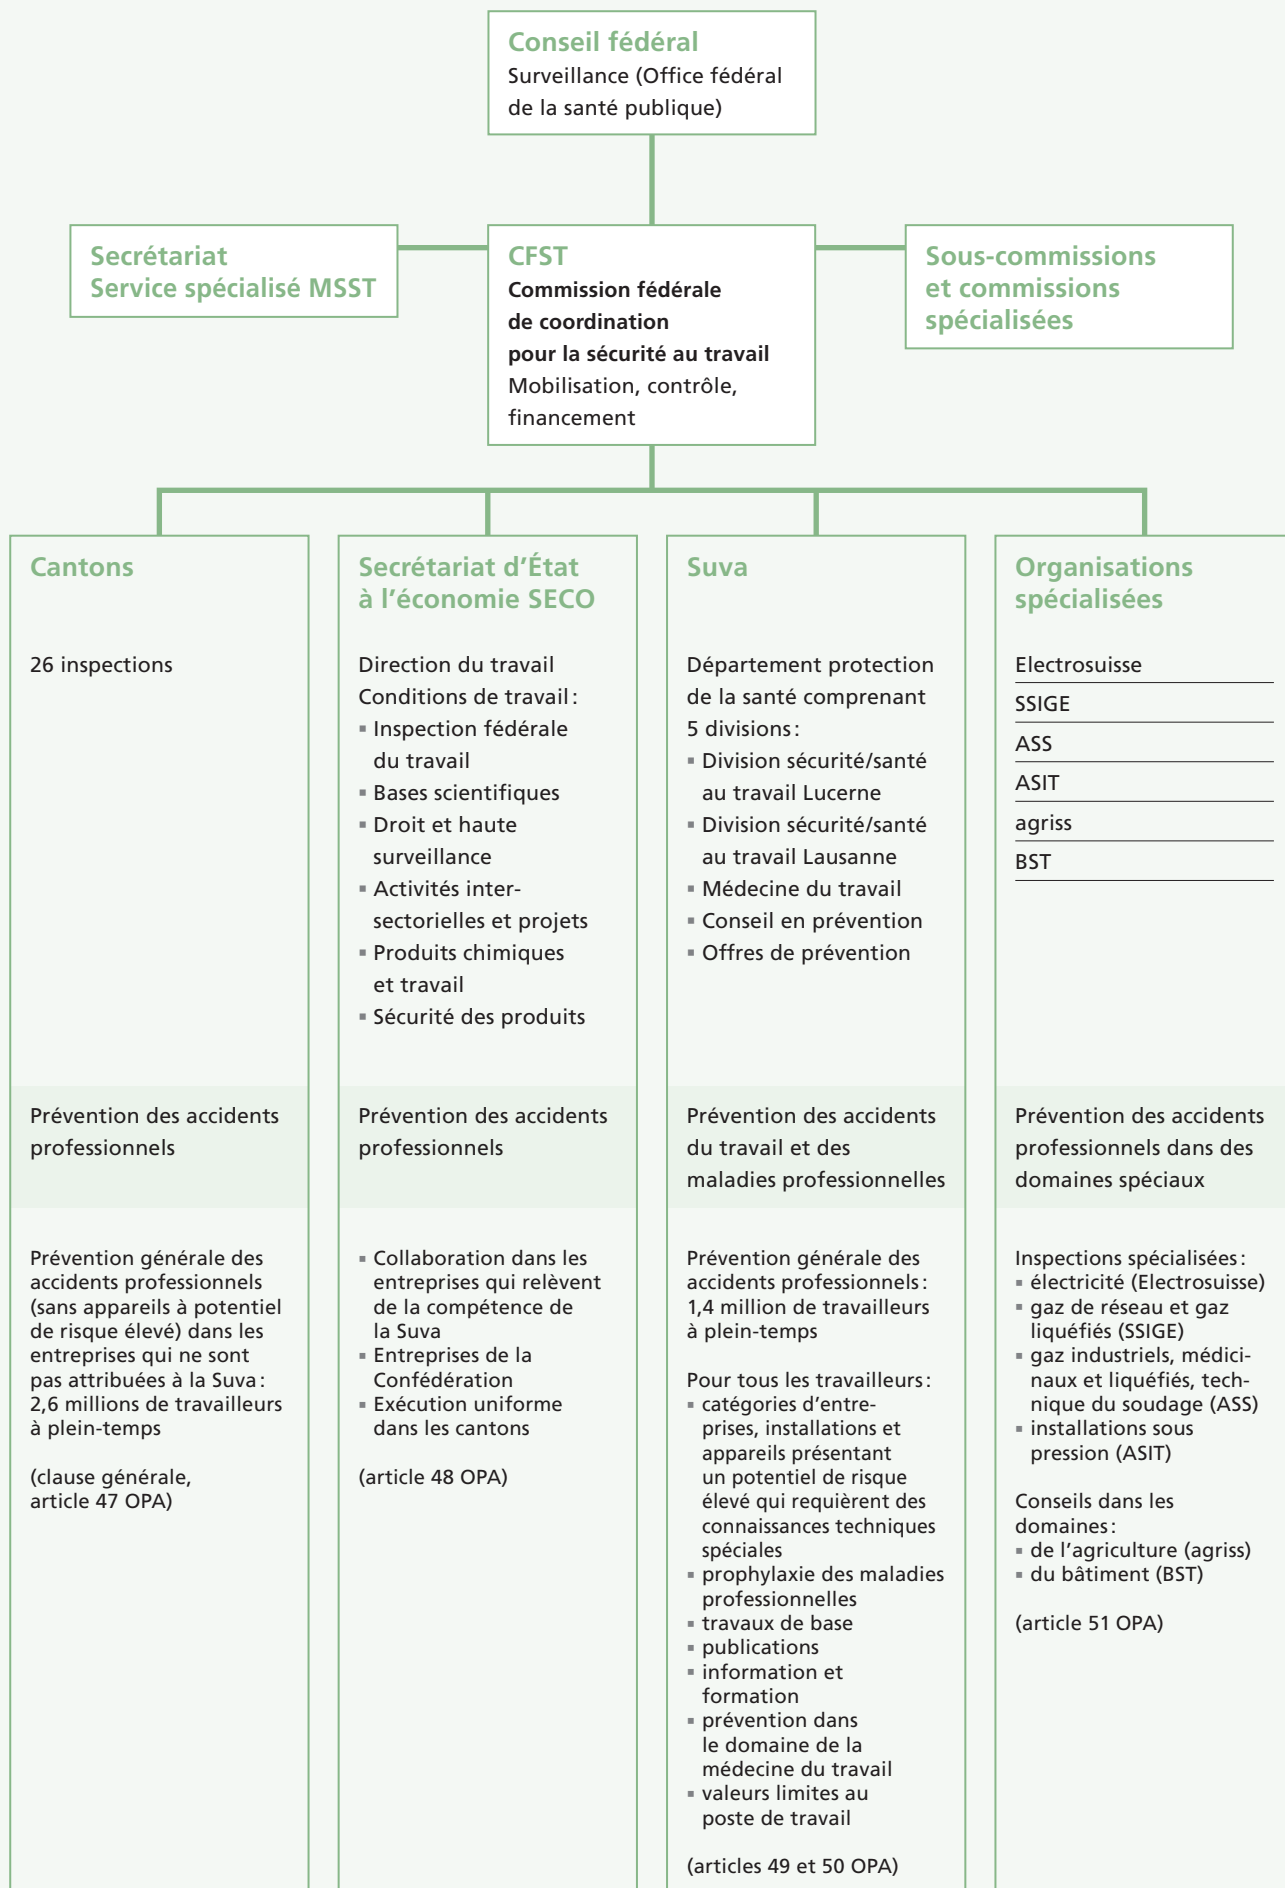 Conseil fédéral
Surveillance (Office fédéral
de la santé publique)
Secrétariat
Service spécialisé MSST
CFST
Commission fédérale
de coordination
pour la sécurité au travail
Mobilisation, contrôle,
financement
Sous-commissions
et commissions
spécialisées
Cantons
26 inspections
Prévention des accidents
professionnels
Prévention générale des
accidents professionnels
(sans appareils à potentiel
de risque élevé) dans les
entreprises qui ne sont
pas attribuées à la Suva :
2,6 millions de travailleurs
à plein-temps
(clause générale,
article 47 OPA)
Secrétariat d’État
à l’économie SECO
Direction du travail
Conditions de travail :
▪ Inspection fédérale
du travail
▪ Bases scientifiques
▪ Droit et haute
surveillance
▪ Activités inter-
sectorielles et projets
▪ Produits chimiques
et travail
▪ Sécurité des produits
Prévention des accidents
professionnels
▪ Collaboration dans les
entreprises qui relèvent
de la compétence de
la Suva
▪ Entreprises de la
Confédération
▪ Exécution uniforme
dans les cantons
(article 48 OPA)
Suva
Département protection
de la santé comprenant
5 divisions :
▪ Division sécurité/santé
au travail Lucerne
▪ Division sécurité/santé
au travail Lausanne
▪ Médecine du travail
▪ Conseil en prévention
▪ Offres de prévention
Prévention des accidents
du travail et des
maladies professionnelles
Prévention générale des
accidents professionnels :
1,4 million de travailleurs
à plein-temps
Pour tous les travailleurs :
▪ catégories d’entre-
prises, installations et
appareils présentant
un potentiel de risque
élevé qui requièrent des
connaissances techniques
spéciales
▪ prophylaxie des maladies
professionnelles
▪ travaux de base
▪ publications
▪ information et
formation
▪ prévention dans
le domaine de la
médecine du travail
▪ valeurs limites au
poste de travail
(articles 49 et 50 OPA)
Organisations
spécialisées
Electrosuisse
SSIGE
ASS
ASIT
agriss
BST
Prévention des accidents
professionnels dans des
domaines spéciaux
Inspections spécialisées :
▪ électricité (Electrosuisse)
▪ gaz de réseau et gaz
liquéfiés (SSIGE)
▪ gaz industriels, médici-
naux et liquéfiés, tech-
nique du soudage (ASS)
▪ installations sous
pression (ASIT)
Conseils dans les
domaines :
▪ de l’agriculture (agriss)
▪ du bâtiment (BST)
(article 51 OPA)